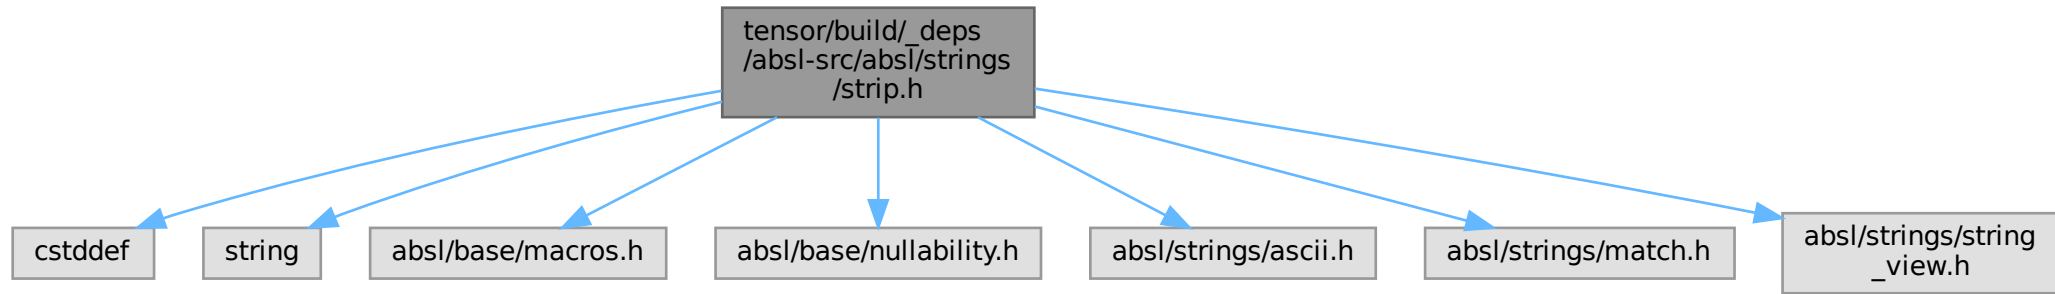 tensor/build/_deps
/absl-src/absl/strings
/strip.h
cstddef
string
absl/base/macros.h
absl/base/nullability.h
absl/strings/ascii.h
absl/strings/match.h
absl/strings/string
_view.h